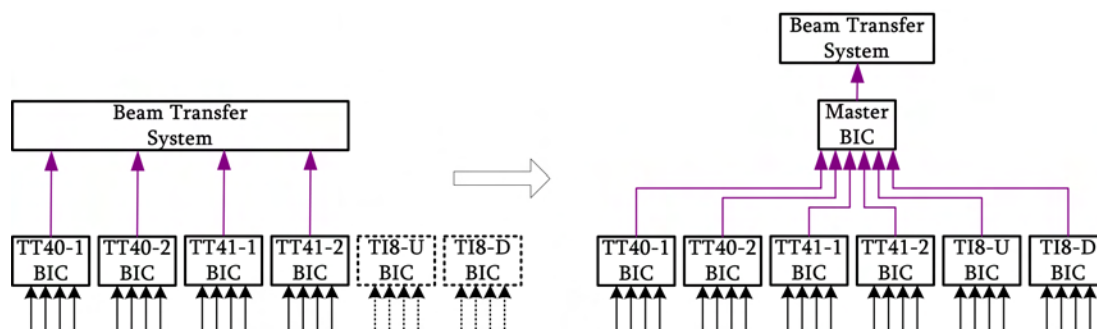 Beam Transfer
System
TT40-1
BIC
TT40-2
BIC
TT41-1
BIC
TT41-2
BIC
TI8-U
BIC
TI8-D
BIC
Beam Transfer
System
Master
BIC
TT40-1
BIC
TT40-2
BIC
TT41-1
BIC
TT41-2
BIC
TI8-U
BIC
TI8-D
BIC